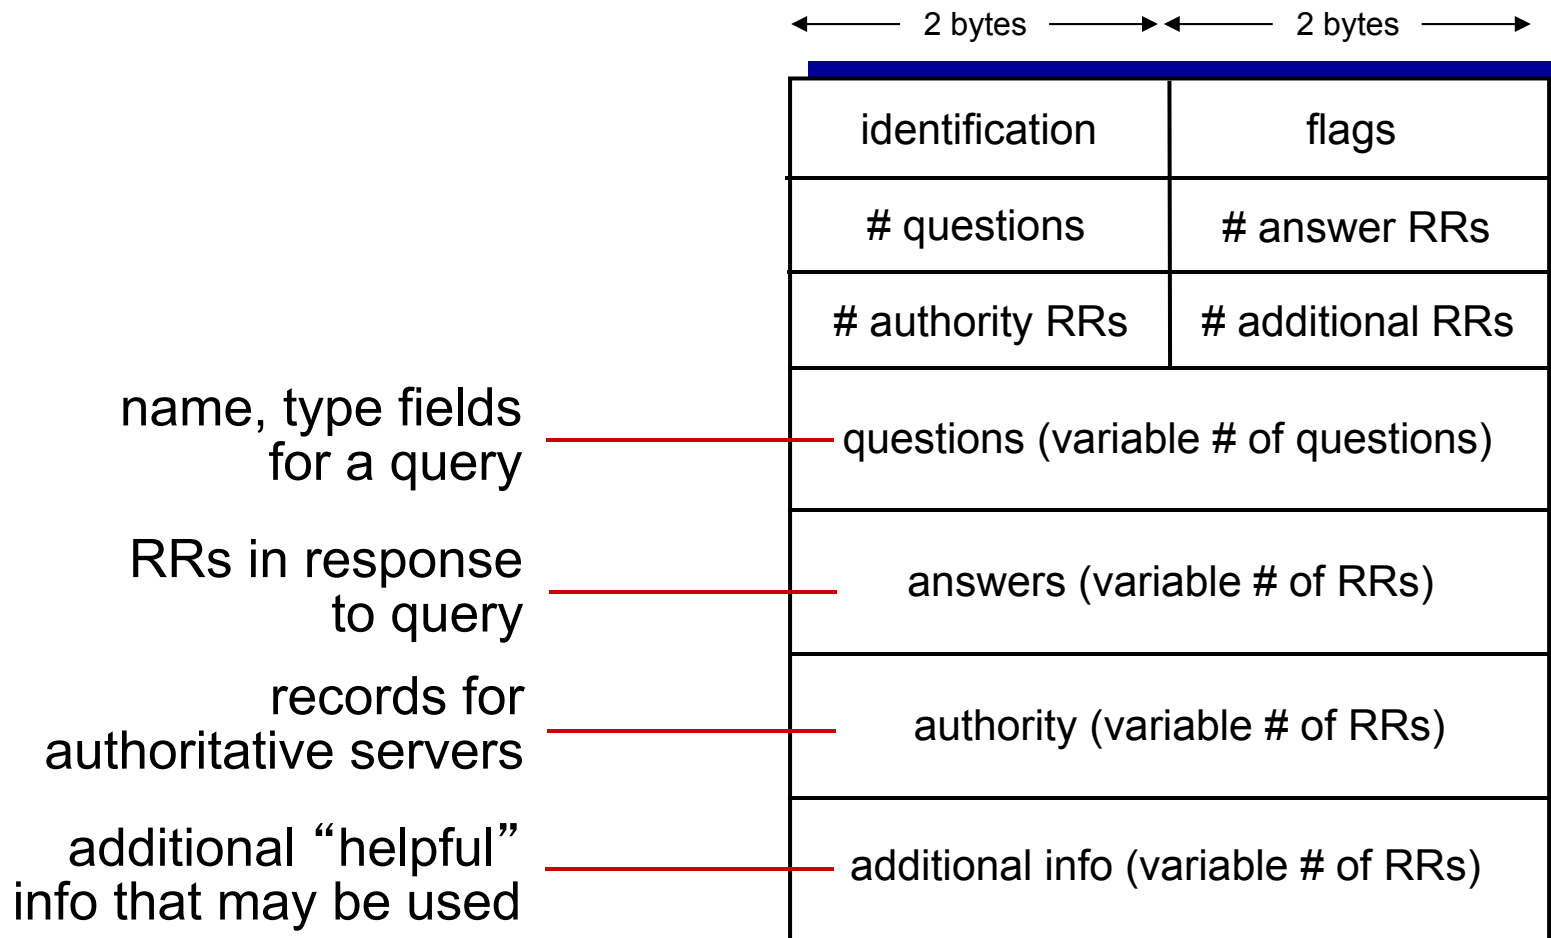 2 bytes 2 bytes
identification flags
# questions # answer RRs
# authority RRs # additional RRs
name, type fields
for a query
questions (variable # of questions)
RRs in response
to query
answers (variable # of RRs)
records for
authoritative servers
authority (variable # of RRs)
additional “helpful”
info that may be used
additional info (variable # of RRs)